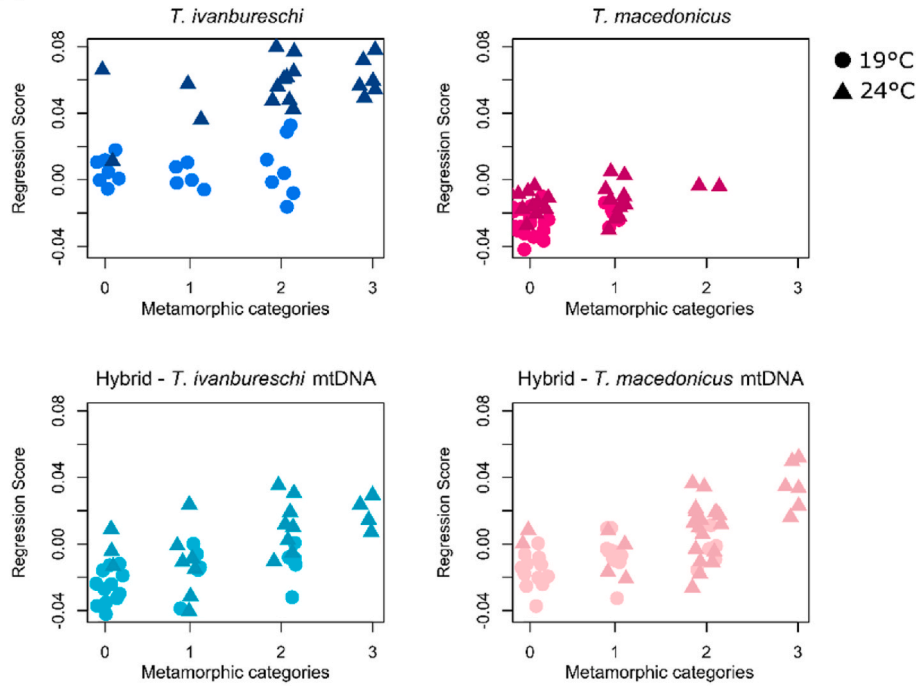 T. ivanbureschi
T. macedonicus
19°C
24°C
Regression Score
-0.04
0.00
0.04
0.08
0 1 2 3
Metamorphic categories
Regression Score
-0.04
0.00
0.04
0.08
0 1 2 3
Metamorphic categories
Hybrid - T. ivanbureschi mtDNA
Hybrid - T. macedonicus mtDNA
Regression Score
-0.04
0.00
0.04
0.08
0 1 2 3
Metamorphic categories
Regression Score
-0.04
0.00
0.04
0.08
0 1 2 3
Metamorphic categories